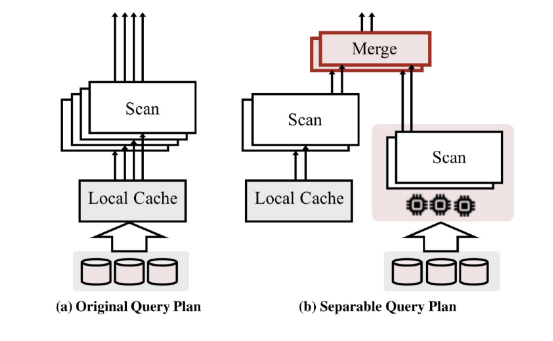 Merge
Scan
Scan
Scan
Local Cache
Local Cache
(a) Original Query Plan
(b) Separable Query Plan